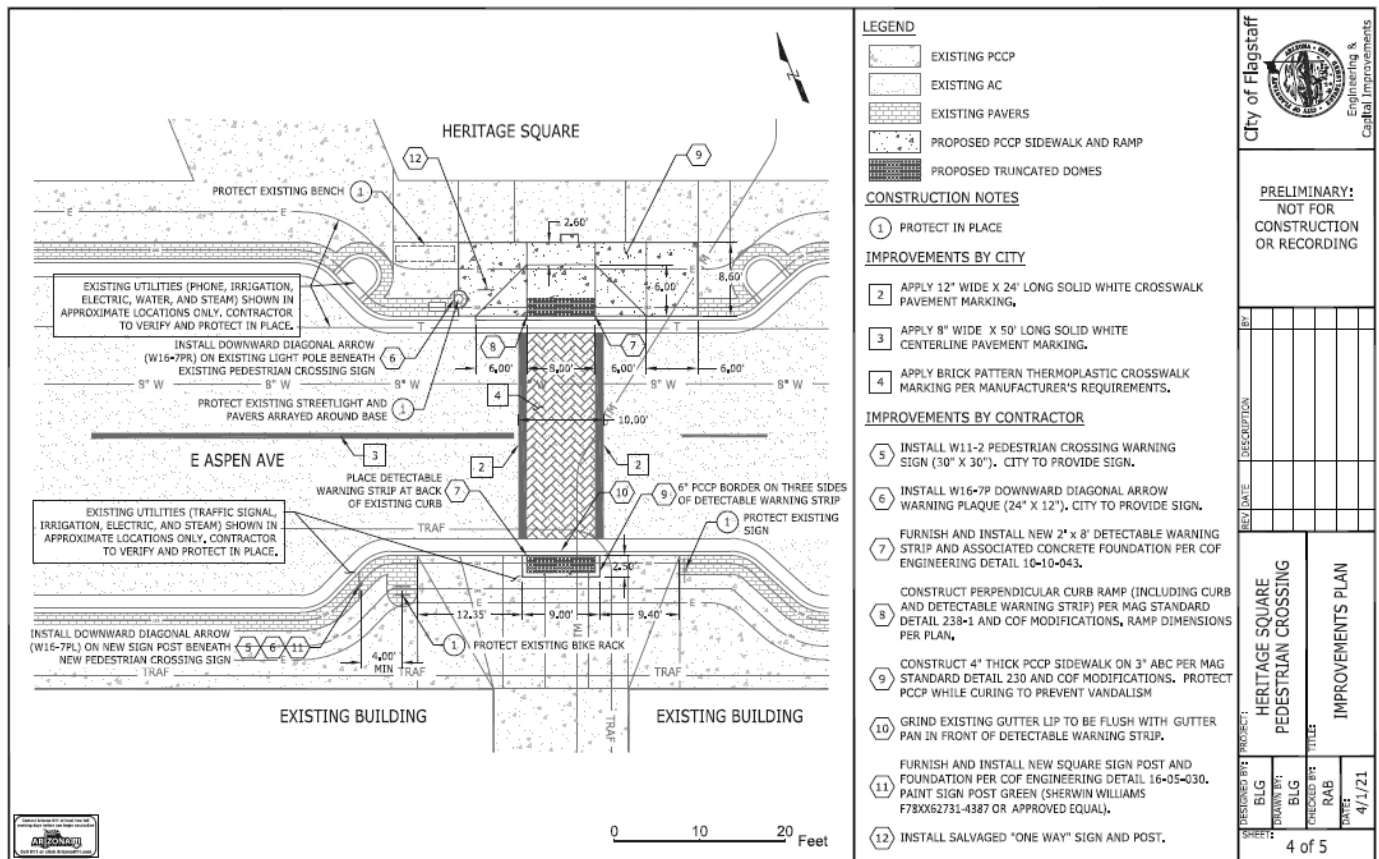 HERITAGE SQUARE
12
9
PROTECT EXISTING BENCH
1
E
E
2.60'
8.60'
6.00'
EXISTING UTILITIES (PHONE, IRRIGATION,
ELECTRIC, WATER, AND STEAM) SHOWN IN
APPROXIMATE LOCATIONS ONLY. CONTRACTOR
TO VERIFY AND PROTECT IN PLACE.
T
T
INSTALL DOWNWARD DIAGONAL ARROW
(W16-7PR) ON EXISTING LIGHT POLE BENEATH
EXISTING PEDESTRIAN CROSSING SIGN
6
8
7
6.00'
8.00'
6.00'
6.00'
8" W
8" W
8" W
8" W
PROTECT EXISTING STREETLIGHT AND
PAVERS ARRAYED AROUND BASE
1
4
10.00'
E ASPEN AVE
3
2
2
PLACE DETECTABLE
WARNING STRIP AT BACK
OF EXISTING CURB
7
10
9
6" PCCP BORDER ON THREE SIDES
OF DETECTABLE WARNING STRIP
EXISTING UTILITIES (TRAFFIC SIGNAL,
IRRIGATION, ELECTRIC, AND STEAM) SHOWN IN
APPROXIMATE LOCATIONS ONLY. CONTRACTOR
TO VERIFY AND PROTECT IN PLACE.
TRAF
TRAF
1
PROTECT EXISTING
SIGN
2.50'
12.35'
9.00'
9.40'
INSTALL DOWNWARD DIAGONAL ARROW
(W16-7PL) ON NEW SIGN POST BENEATH
NEW PEDESTRIAN CROSSING SIGN
5
6
11
4.00'
MIN
1
PROTECT EXISTING BIKE RACK
TRAF
TRAF
TRAF
TRAF
EXISTING BUILDING
EXISTING BUILDING
ARIZONA811
0
10
20
Feet
LEGEND
EXISTING PCCP
EXISTING AC
EXISTING PAVERS
PROPOSED PCCP SIDEWALK AND RAMP
PROPOSED TRUNCATED DOMES
CONSTRUCTION NOTES
1 PROTECT IN PLACE
IMPROVEMENTS BY CITY
2 APPLY 12" WIDE X 24' LONG SOLID WHITE CROSSWALK
PAVEMENT MARKING.
3 APPLY 8" WIDE X 50' LONG SOLID WHITE
CENTERLINE PAVEMENT MARKING.
4 APPLY BRICK PATTERN THERMOPLASTIC CROSSWALK
MARKING PER MANUFACTURER'S REQUIREMENTS.
IMPROVEMENTS BY CONTRACTOR
5 INSTALL W11-2 PEDESTRIAN CROSSING WARNING
SIGN (30" X 30"). CITY TO PROVIDE SIGN.
6 INSTALL W16-7P DOWNWARD DIAGONAL ARROW
WARNING PLAQUE (24" X 12"). CITY TO PROVIDE SIGN.
7 FURNISH AND INSTALL NEW 2' x 8' DETECTABLE WARNING
STRIP AND ASSOCIATED CONCRETE FOUNDATION PER COF
ENGINEERING DETAIL 10-10-043.
8 CONSTRUCT PERPENDICULAR CURB RAMP (INCLUDING CURB
AND DETECTABLE WARNING STRIP) PER MAG STANDARD
DETAIL 238-1 AND COF MODIFICATIONS, RAMP DIMENSIONS
PER PLAN,
9 CONSTRUCT 4" THICK PCCP SIDEWALK ON 3" ABC PER MAG
STANDARD DETAIL 230 AND COF MODIFICATIONS. PROTECT
PCCP WHILE CURING TO PREVENT VANDALISM
10 GRIND EXISTING GUTTER LIP TO BE FLUSH WITH GUTTER
PAN IN FRONT OF DETECTABLE WARNING STRIP.
11 FURNISH AND INSTALL NEW SQUARE SIGN POST AND
FOUNDATION PER COF ENGINEERING DETAIL 16-05-030.
PAINT SIGN POST GREEN (SHERWIN WILLIAMS
F78XX62731-4387 OR APPROVED EQUAL).
12 INSTALL SALVAGED "ONE WAY" SIGN AND POST.
City of Flagstaff
Engineering &
Capital Improvements
PRELIMINARY:
NOT FOR
CONSTRUCTION
OR RECORDING
REV
DATE
DESCRIPTION
BY
PROJECT:
HERITAGE SQUARE
PEDESTRIAN CROSSING
TITLE:
IMPROVEMENTS PLAN
DESIGNED BY:
BLG
DRAWN BY:
BLG
CHECKED BY:
RAB
DATE:
4/1/21
SHEET:
4 of 5